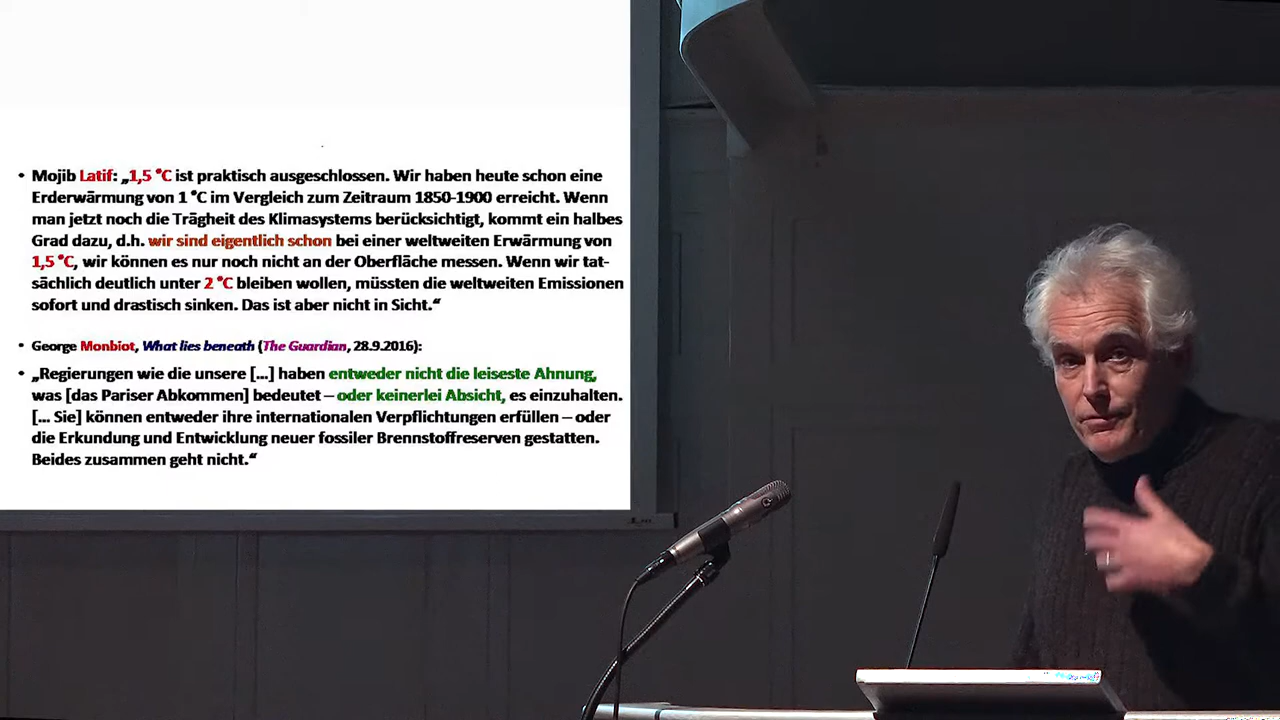 • Mojib Latif: „1,5 °C ist praktisch ausgeschlossen. Wir haben heute schon eine
Erderwärmung von 1 °C im Vergleich zum Zeitraum 1850-1900 erreicht. Wenn
man jetzt noch die Trägheit des Klimasystems berücksichtigt, kommt ein halbes
Grad dazu, d.h. wir sind eigentlich schon bei einer weltweiten Erwärmung von
1,5 °C, wir können es nur noch nicht an der Oberfläche messen. Wenn wir tat-
sächlich deutlich unter 2 °C bleiben wollen, müssten die weltweiten Emissionen
sofort und drastisch sinken. Das ist aber nicht in Sicht.“
• George Monbiot, What lies beneath (The Guardian, 28.9.2016):
• „Regierungen wie die unsere [...] haben entweder nicht die leiseste Ahnung,
was [das Pariser Abkommen] bedeutet – oder keinerlei Absicht, es einzuhalten.
[... Sie] können entweder ihre internationalen Verpflichtungen erfüllen – oder
die Erkundung und Entwicklung neuer fossiler Brennstoffreserven gestatten.
Beides zusammen geht nicht.“